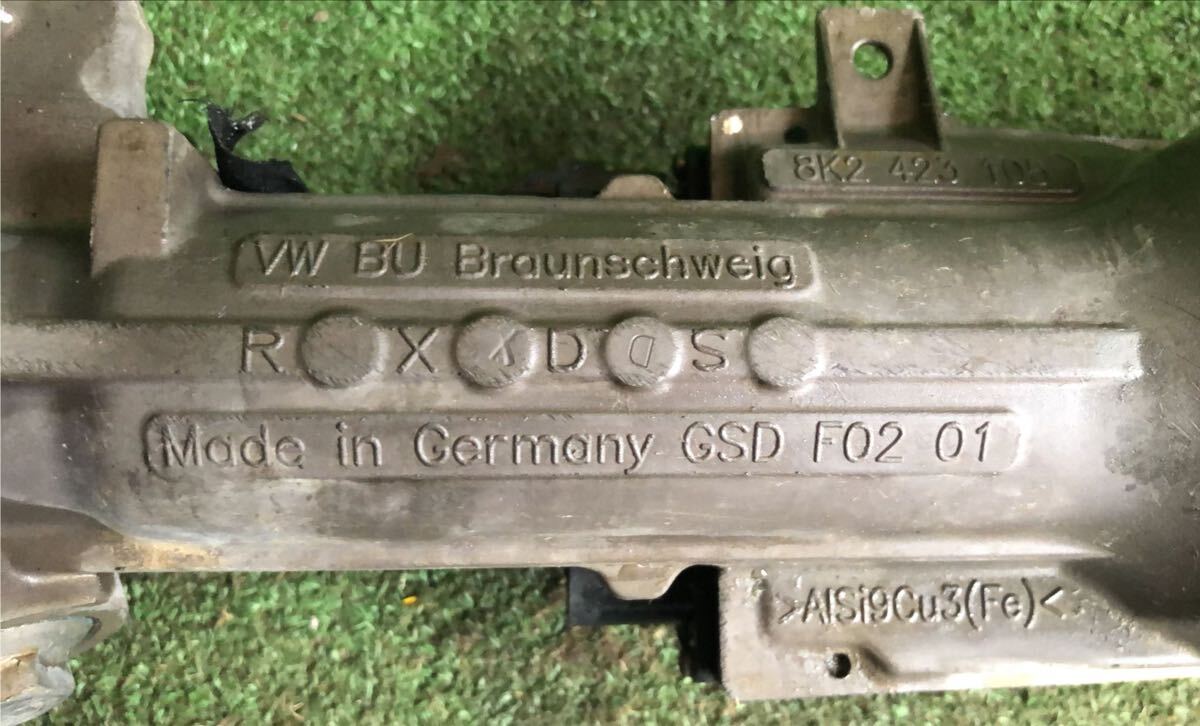 8K2 423 105
VW BU Braunschweig
R X D D S
Made in Germany GSD F02 01
>AlSi9Cu3(Fe)<